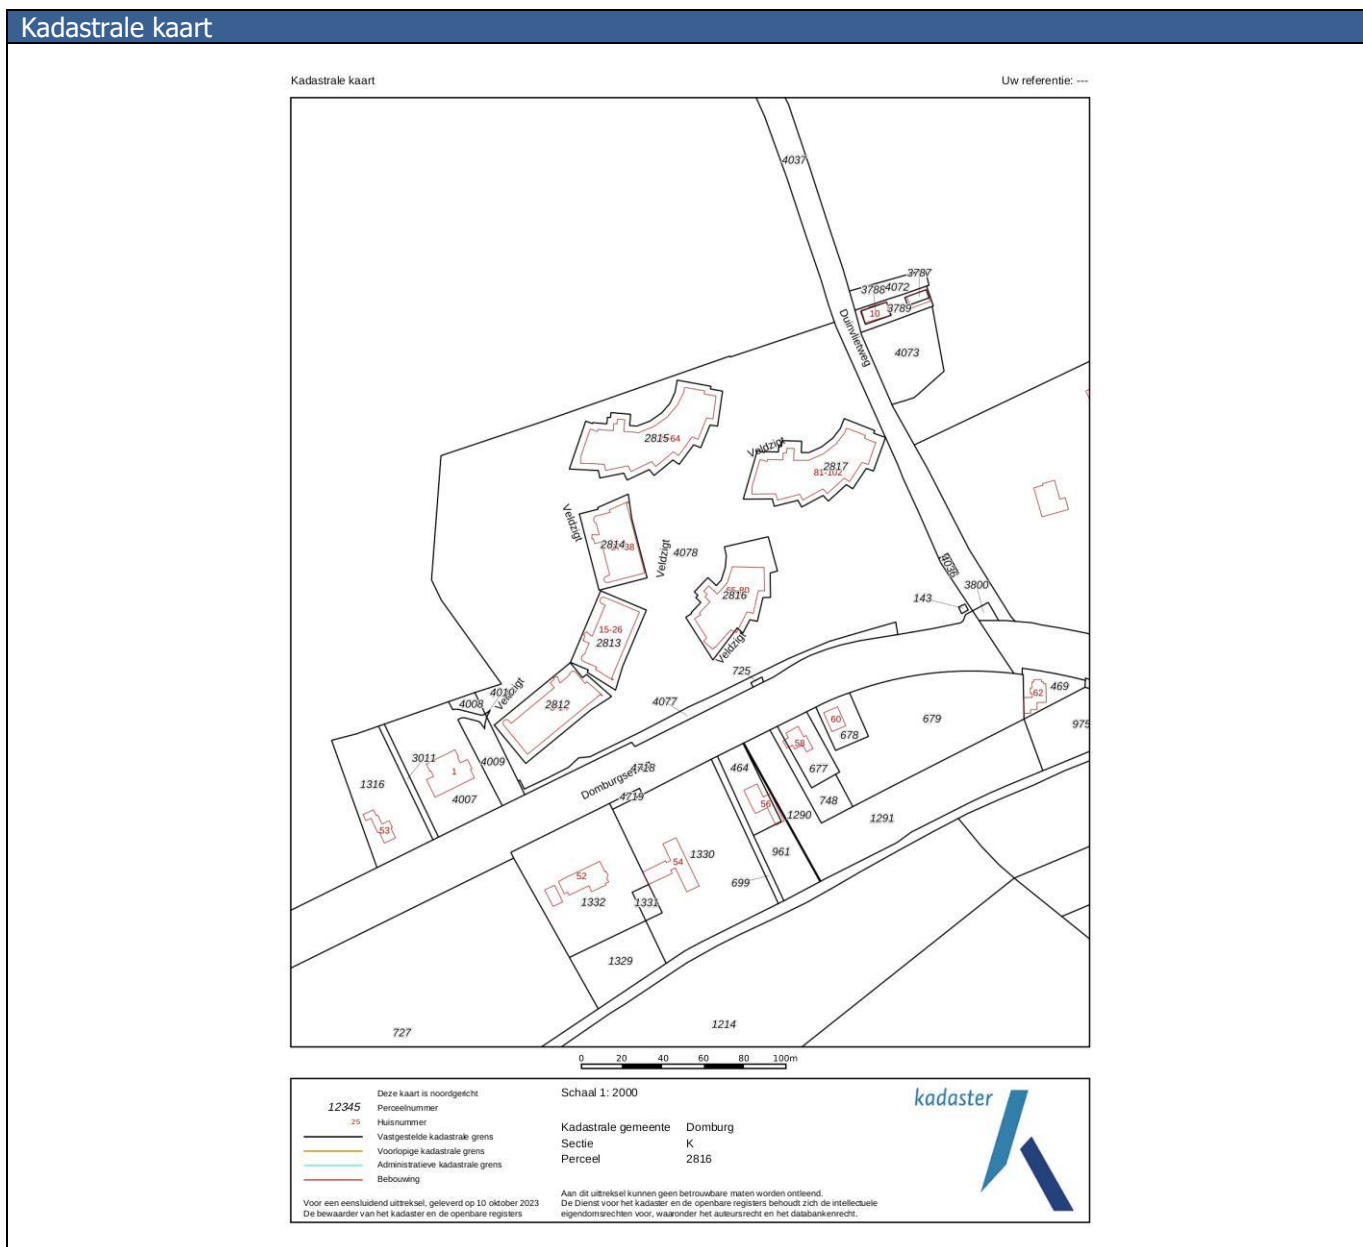 Kadastrale kaart
Kadastrale kaart
Uw referentie: ---
4037
3787
3786
4072
10
3789
Duinvlietweg
4073
2815
64
Veldzigt
2817
81-102
Veldzigt
2814
38
Veldzigt
4078
4036
3800
143
2816
15-26
2813
Veldzigt
725
62
469
4010
Veldzigt
4008
2812
4077
60
679
975
678
58
3011
4009
1
1316
4007
677
464
4718
4719
56
748
1290
1291
53
961
1330
54
699
52
1332
1331
1329
727
1214
0 20 40 60 80 100m
Deze kaart is noordgericht
12345 Perceelnummer
25 Huisnummer
Vastgestelde kadastrale grens
Voorlopige kadastrale grens
Administratieve kadastrale grens
Bebouwing
Voor een eensluidend uittreksel, geleverd op 10 oktober 2023
De bewaarder van het kadaster en de openbare registers
Schaal 1: 2000
Kadastrale gemeente Domburg
Sectie K
Perceel 2816
Aan dit uittreksel kunnen geen betrouwbare maten worden ontleend.
De Dienst voor het kadaster en de openbare registers behoudt zich de intellectuele
eigendomsrechten voor, waaronder het auteursrecht en het databankenrecht.
kadaster